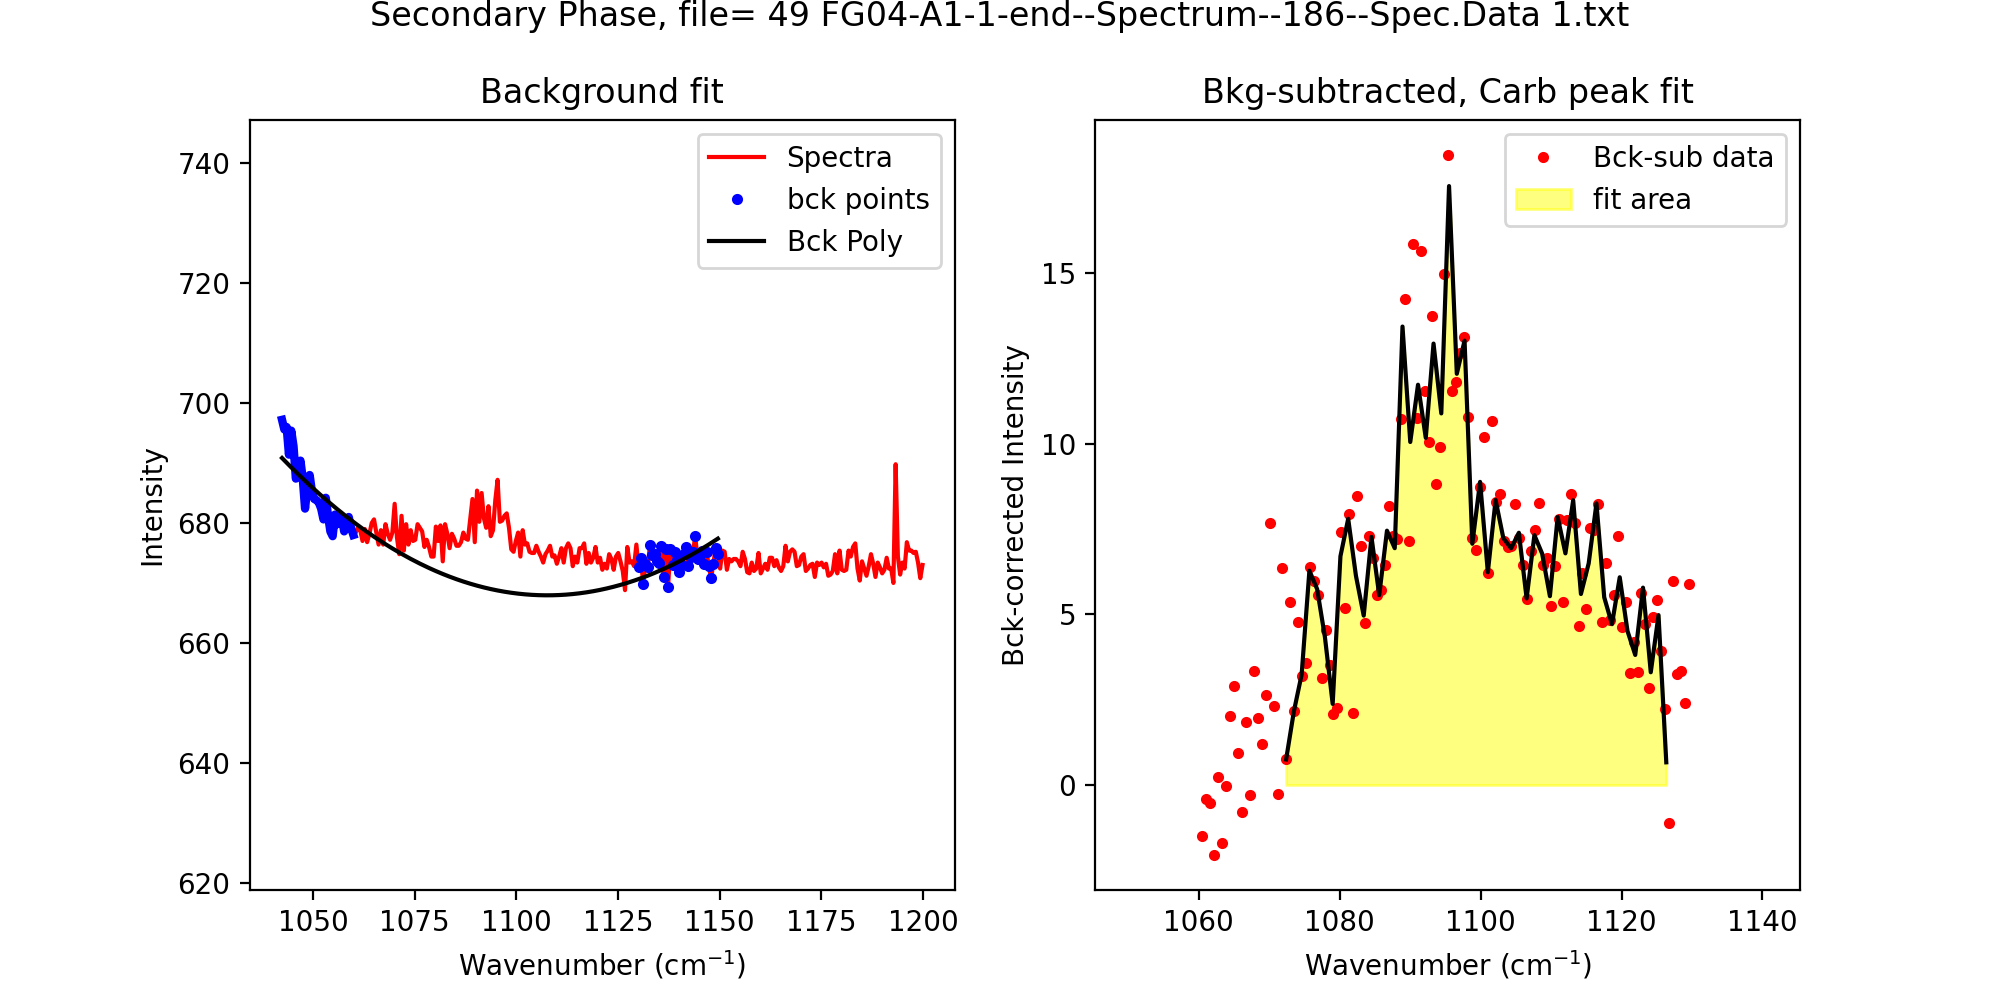 Secondary Phase, file= 49 FG04-A1-1-end--Spectrum--186--Spec.Data 1.txt
Background fit
Spectra
bck points
Bck Poly
740
720
700
680
660
640
620
Intensity
1050 1075 1100 1125 1150 1175 1200
Wavenumber (cm⁻¹)
Bkg-subtracted, Carb peak fit
Bck-sub data
fit area
15
10
5
0
Bck-corrected Intensity
1060 1080 1100 1120 1140
Wavenumber (cm⁻¹)